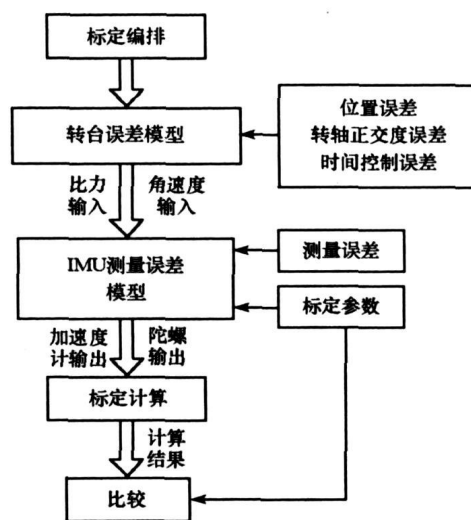 标定编排
转台误差模型
位置误差
转轴正交度误差
时间控制误差
比力
输入
角速度
输入
IMU测量误差
模型
测量误差
标定参数
加速度
计输出
陀螺
输出
标定计算
计算
结果
比较